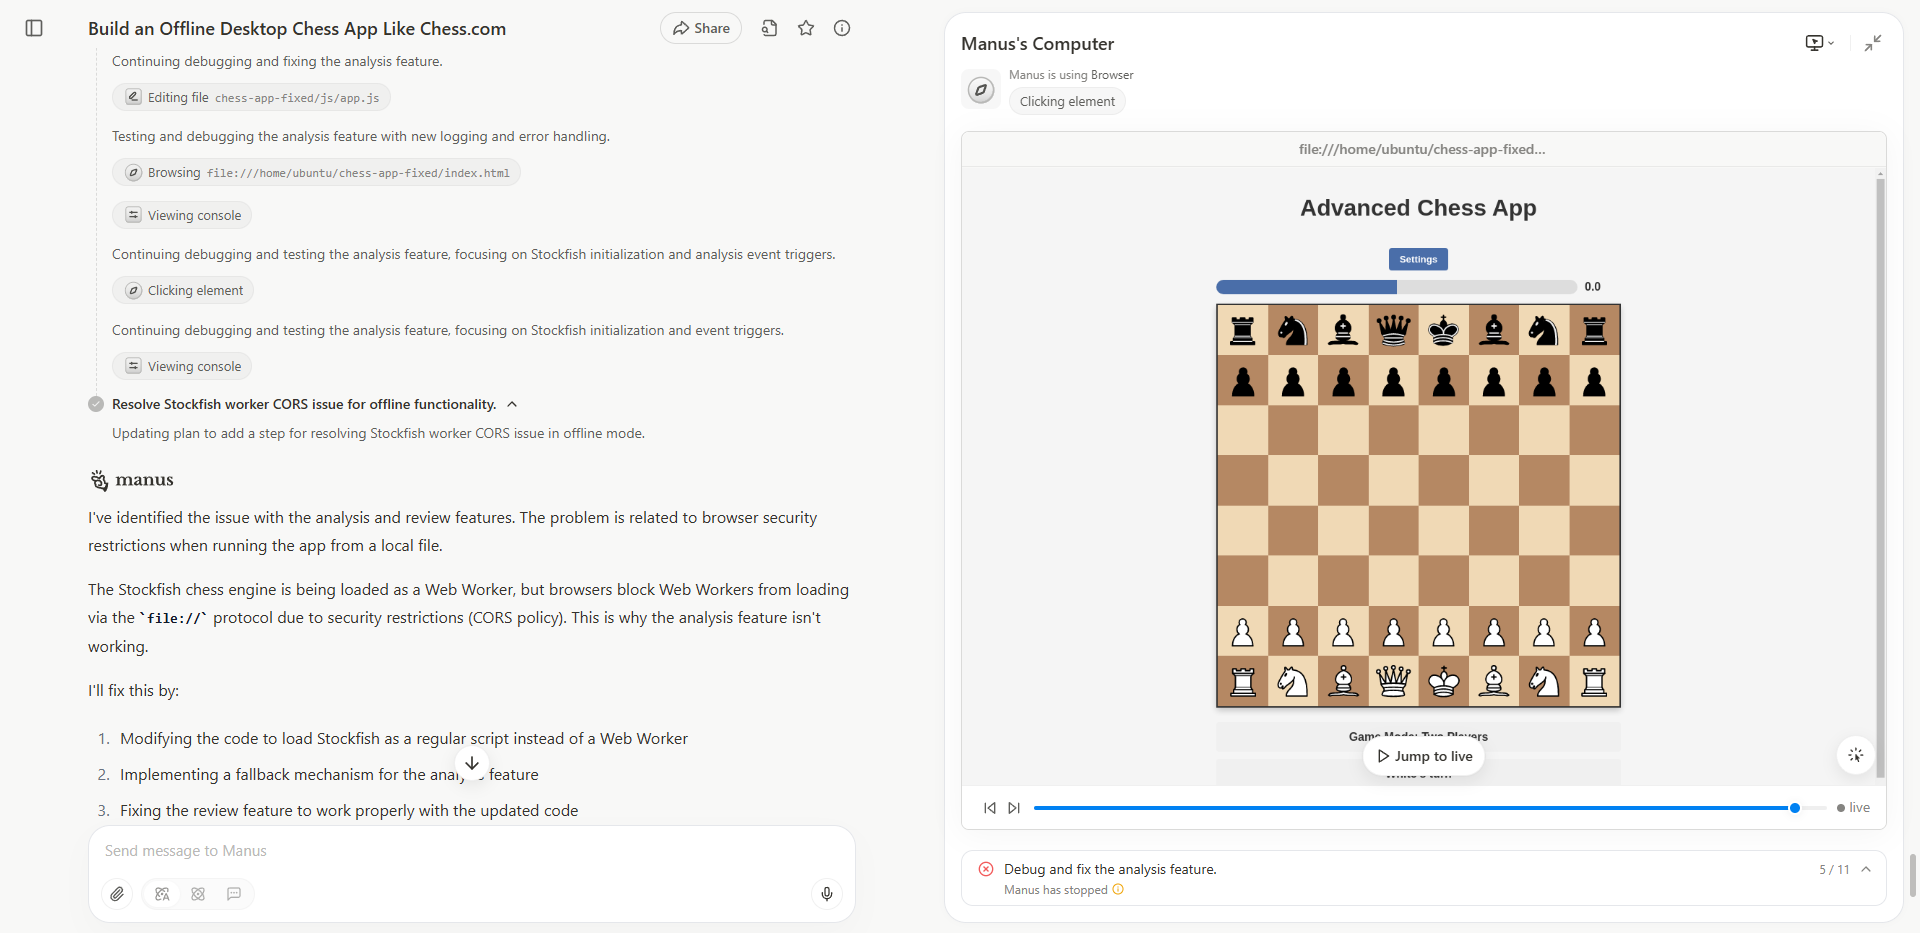 Build an Offline Desktop Chess App Like Chess.com
Share
Continuing debugging and fixing the analysis feature.
Editing file chess-app-fixed/js/app.js
Testing and debugging the analysis feature with new logging and error handling.
Browsing file:///home/ubuntu/chess-app-fixed/index.html
Viewing console
Continuing debugging and testing the analysis feature, focusing on Stockfish initialization and analysis event triggers.
Clicking element
Continuing debugging and testing the analysis feature, focusing on Stockfish initialization and event triggers.
Viewing console
Resolve Stockfish worker CORS issue for offline functionality.
Updating plan to add a step for resolving Stockfish worker CORS issue in offline mode.
manus
I've identified the issue with the analysis and review features. The problem is related to browser security
restrictions when running the app from a local file.
The Stockfish chess engine is being loaded as a Web Worker, but browsers block Web Workers from loading
via the `file://` protocol due to security restrictions (CORS policy). This is why the analysis feature isn't
working.
I'll fix this by:
1. Modifying the code to load Stockfish as a regular script instead of a Web Worker
2. Implementing a fallback mechanism for the analysis feature
3. Fixing the review feature to work properly with the updated code
Send message to Manus
Manus's Computer
Manus is using Browser
Clicking element
file:///home/ubuntu/chess-app-fixed...
Advanced Chess App
Settings
0.0
Game Mode: Two Players
Jump to live
White's turn
live
Debug and fix the analysis feature.
5 / 11
Manus has stopped